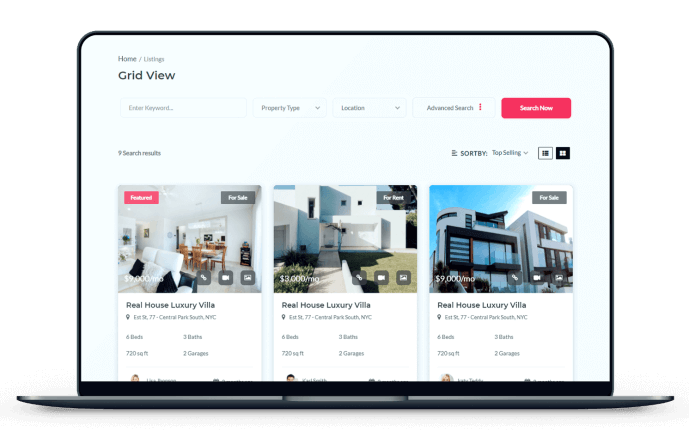 Home / Listings
Grid View
Enter Keyword...
Property Type
Location
Advanced Search
Search Now
9 Search results
SORTBY: Top Selling
Featured
For Sale
$9,000/mo
Real House Luxury Villa
Est St, 77 - Central Park South, NYC
6 Beds 3 Baths
720 sq ft 2 Garages
For Rent
$3,000/mo
Real House Luxury Villa
Est St, 77 - Central Park South, NYC
6 Beds 3 Baths
720 sq ft 2 Garages
For Sale
$9,000/mo
Real House Luxury Villa
Est St, 77 - Central Park South, NYC
6 Beds 3 Baths
720 sq ft 2 Garages